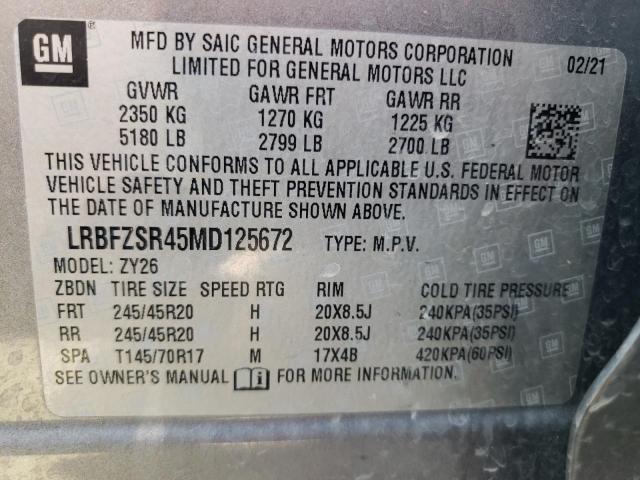 GM
MFD BY SAIC GENERAL MOTORS CORPORATION 02/21
LIMITED FOR GENERAL MOTORS LLC
GVWR GAWR FRT GAWR RR
2350 KG 1270 KG 1225 KG
5180 LB 2799 LB 2700 LB
THIS VEHICLE CONFORMS TO ALL APPLICABLE U.S. FEDERAL MOTOR
VEHICLE SAFETY AND THEFT PREVENTION STANDARDS IN EFFECT ON
THE DATE OF MANUFACTURE SHOWN ABOVE.
LRBFZSR45MD125672 TYPE: M.P.V.
MODEL: ZY26
ZBDN TIRE SIZE SPEED RTG RIM COLD TIRE PRESSURE
FRT 245/45R20 H 20X8.5J 240KPA(35PSI)
RR 245/45R20 H 20X8.5J 240KPA(35PSI)
SPA T145/70R17 M 17X4B 420KPA(60PSI)
SEE OWNER'S MANUAL i FOR MORE INFORMATION.